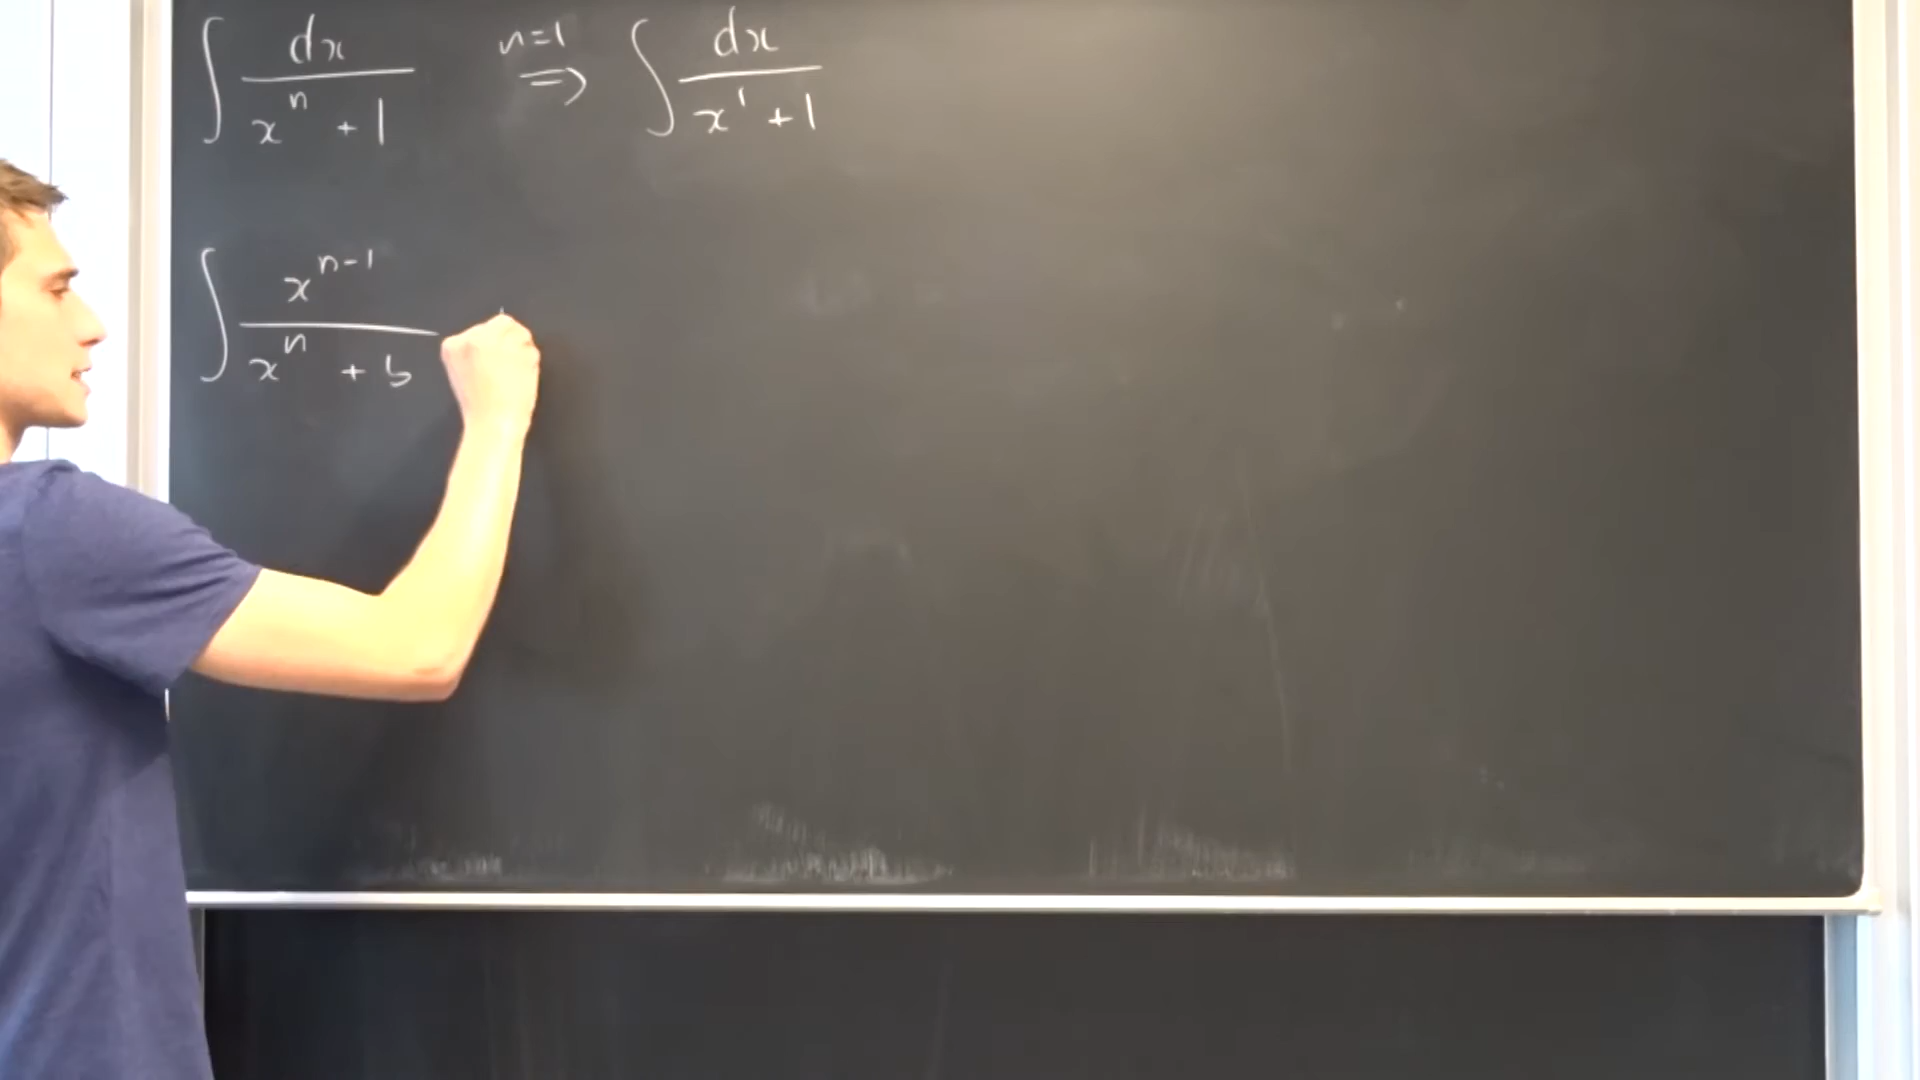 ∫ dx / (x^n + 1) n=1 ⇒ ∫ dx / (x^1 + 1)
∫ x^(n-1) / (x^n + b)